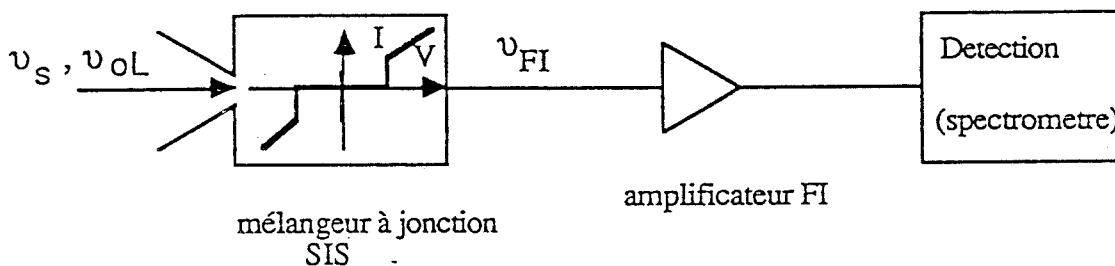 υS , υOL
I
V
υFI
Detection
(spectrometre)
mélangeur à jonction
SIS
amplificateur FI